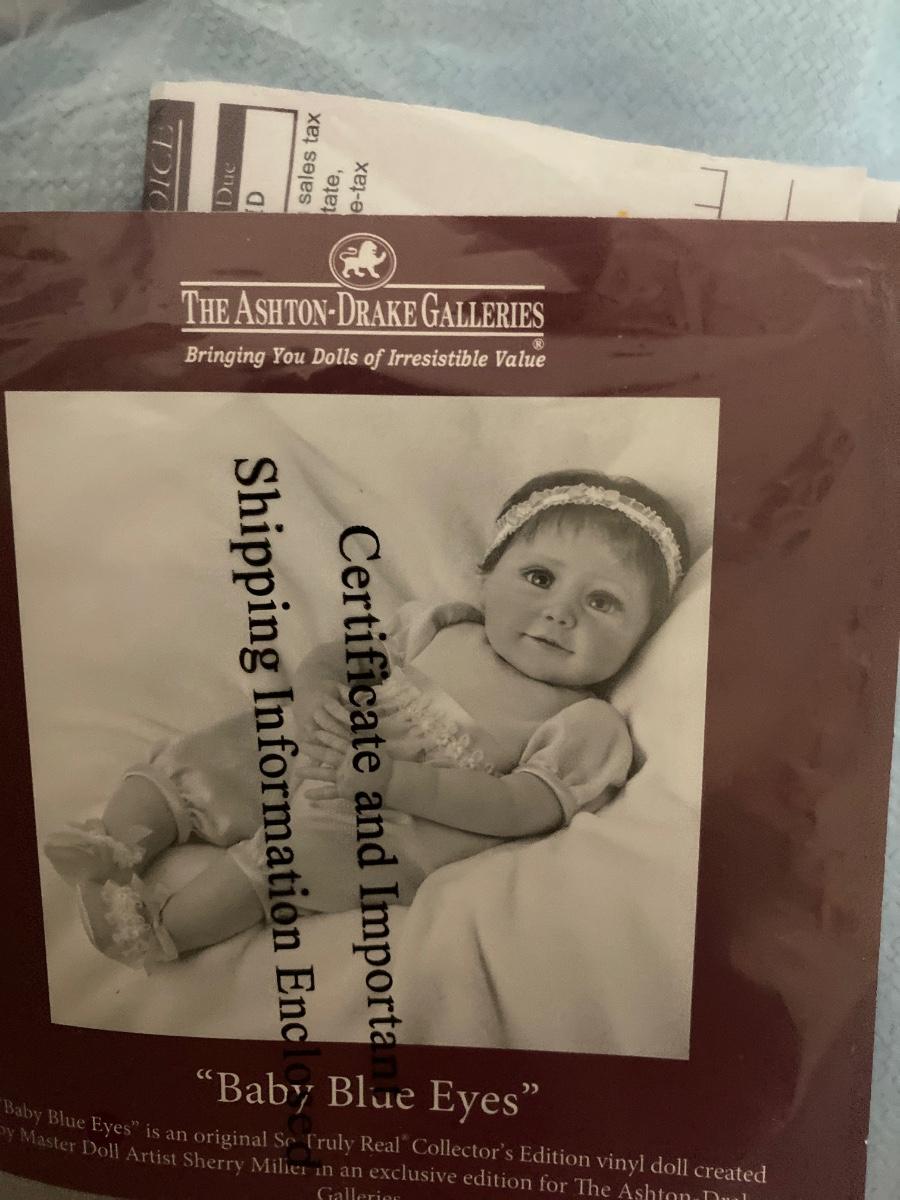 OICE
Due
D
sales tax
tate,
e-tax
THE ASHTON-DRAKE GALLERIES
®
Bringing You Dolls of Irresistible Value
Certificate and Important
Shipping Information Enclosed
“Baby Blue Eyes”
“Baby Blue Eyes” is an original So Truly Real® Collector's Edition vinyl doll created
by Master Doll Artist Sherry Miller in an exclusive edition for The Ashton-Drake
Galleries